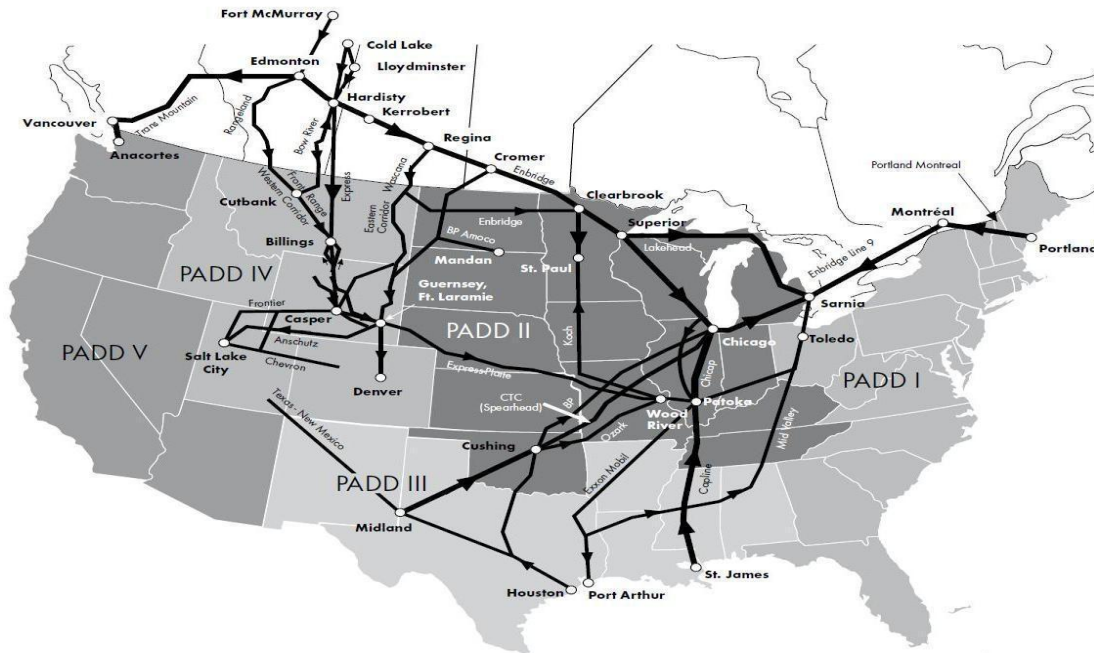 Fort McMurray
Cold Lake
Edmonton
Lloydminster
Hardisty
Kerrobert
Vancouver
Trans Mountain
Rangeland
Bow River
Regina
Anacortes
Cromer
Enbridge
Portland Montreal
Wascana
Western Corridor
Front Range
Express
Cutbank
Clearbrook
Montréal
Eastern
Corridor
Enbridge
Superior
BP Amoco
Lakehead
Portland
Billings
Mandan
St. Paul
Enbridge Line 9
PADD IV
Guernsey,
Ft. Laramie
Sarnia
Frontier
Casper
PADD II
Koch
Chicago
Toledo
PADD V
Anschutz
Salt Lake
City
Chevron
Express-Platte
Chicap
PADD I
Denver
CTC
(Spearhead)
BP
Wood
River
Patoka
Texas - New Mexico
Cushing
Ozark
Mid Valley
PADD III
Exxon Mobil
Capline
Midland
St. James
Houston
Port Arthur